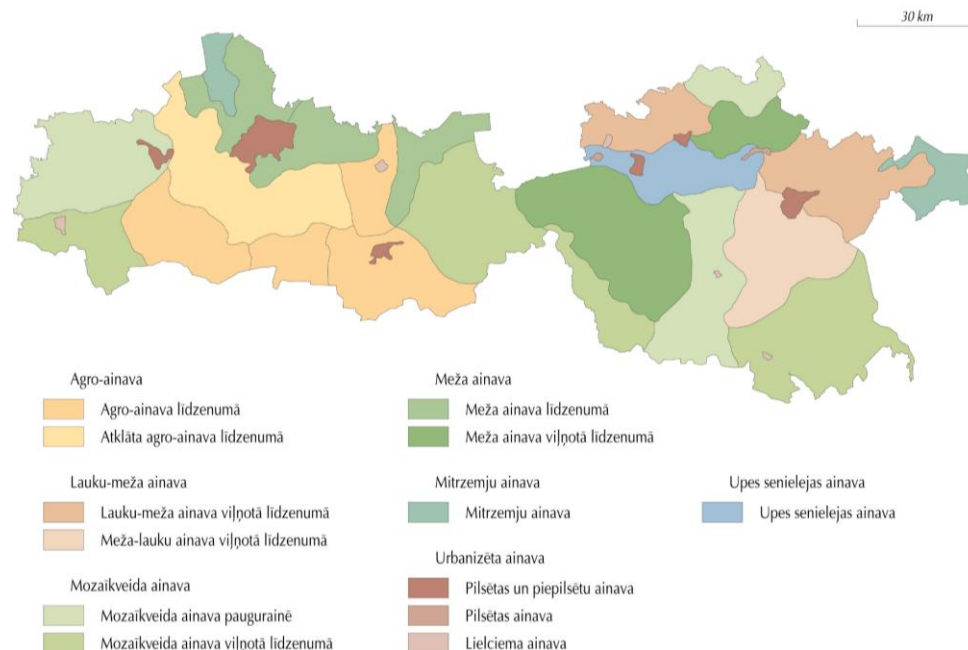 30 km
Agro-ainava
Agro-ainava līdzenumā
Atklāta agro-ainava līdzenumā
Lauku-meža ainava
Lauku-meža ainava viļņotā līdzenumā
Meža-lauku ainava viļņotā līdzenumā
Mozaīkveida ainava
Mozaīkveida ainava paugurainē
Mozaīkveida ainava viļņotā līdzenumā
Meža ainava
Meža ainava līdzenumā
Meža ainava viļņotā līdzenumā
Mitrzemju ainava
Mitrzemju ainava
Urbanizēta ainava
Pilsētas un piepilsētu ainava
Pilsētas ainava
Lielciema ainava
Upes senielejas ainava
Upes senielejas ainava